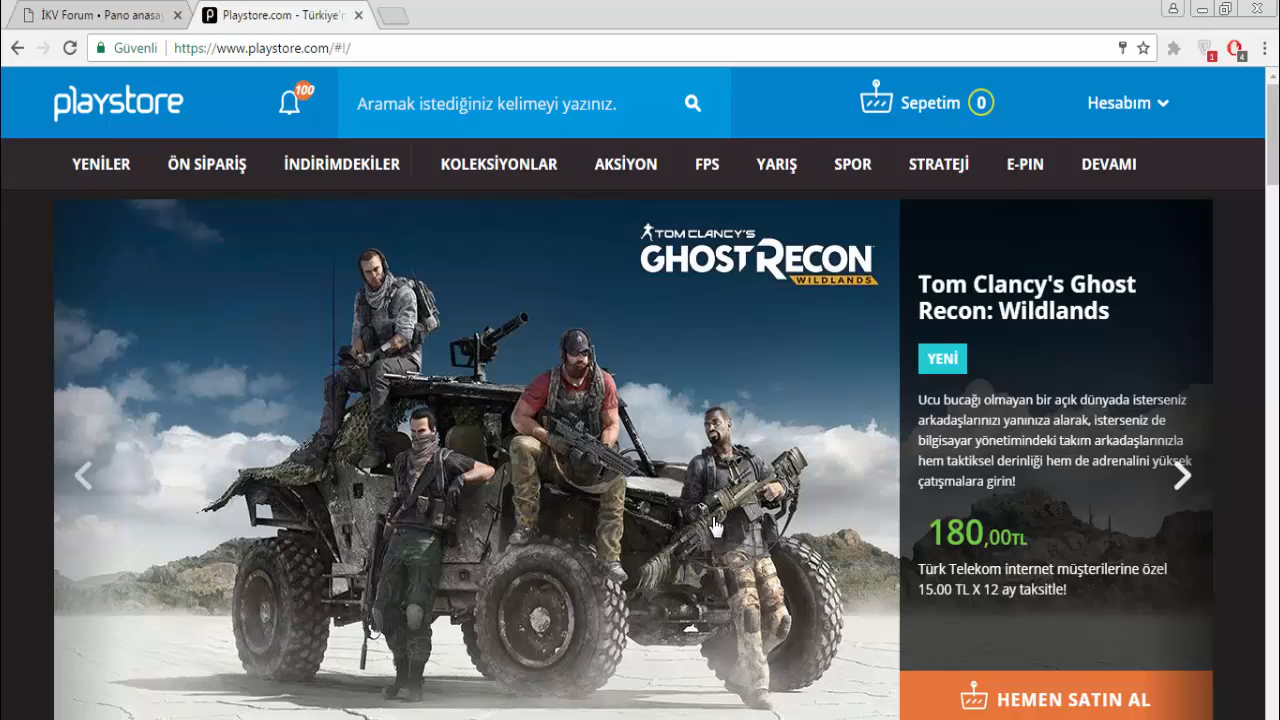 İKV Forum • Pano anasay
Playstore.com - Türkiye'n
Güvenli
https://www.playstore.com/#!/
1
4
playstore
100
Aramak istediğiniz kelimeyi yazınız.
Sepetim 0
Hesabım
YENİLER
ÖN SİPARİŞ
İNDİRİMDEKİLER
KOLEKSİYONLAR
AKSİYON
FPS
YARIŞ
SPOR
STRATEJİ
E-PIN
DEVAMI
TOM CLANCY'S
GHOST RECON
WILDLANDS
Tom Clancy's Ghost
Recon: Wildlands
YENİ
Ucu bucağı olmayan bir açık dünyada isterseniz
arkadaşlarınızı yanınıza alarak, isterseniz de
bilgisayar yönetimindeki takım arkadaşlarınızla
hem taktiksel derinliği hem de adrenalini yüksek
çatışmalara girin!
180,00TL
Türk Telekom internet müşterilerine özel
15.00 TL X 12 ay taksitle!
HEMEN SATIN AL